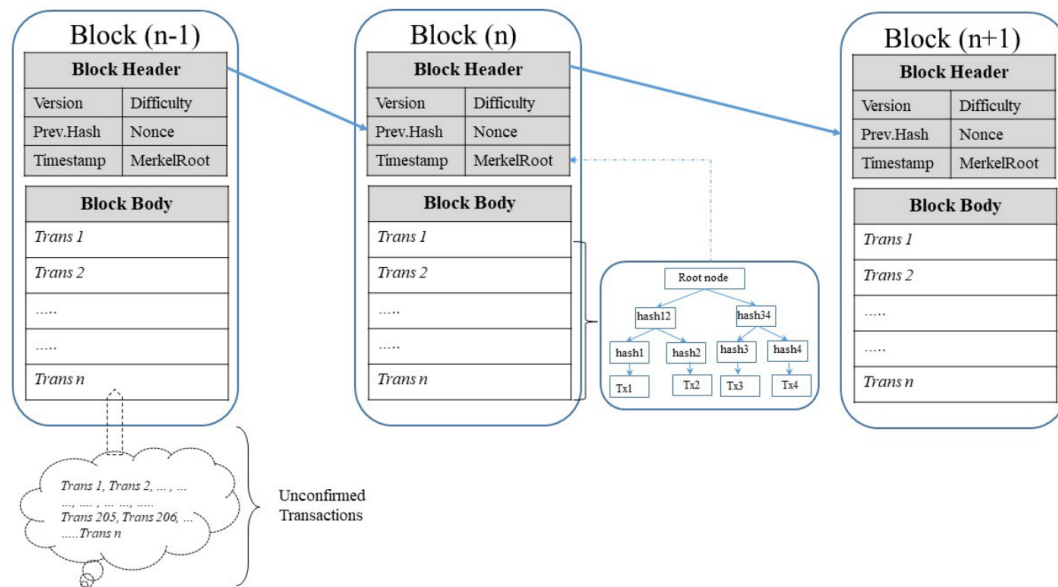 Block (n-1)
Block Header
Version Difficulty
Prev.Hash Nonce
Timestamp MerkelRoot
Block Body
Trans 1
Trans 2
.....
.....
Trans n
Block (n)
Block Header
Version Difficulty
Prev.Hash Nonce
Timestamp MerkelRoot
Block Body
Trans 1
Trans 2
.....
.....
Trans n
Root node
hash12 hash34
hash1 hash2 hash3 hash4
Tx1 Tx2 Tx3 Tx4
Block (n+1)
Block Header
Version Difficulty
Prev.Hash Nonce
Timestamp MerkelRoot
Block Body
Trans 1
Trans 2
.....
.....
Trans n
Trans 1, Trans 2, ... , ...
..., .... , ... ..., .....
Trans 205, Trans 206, ...
.....Trans n
Unconfirmed
Transactions